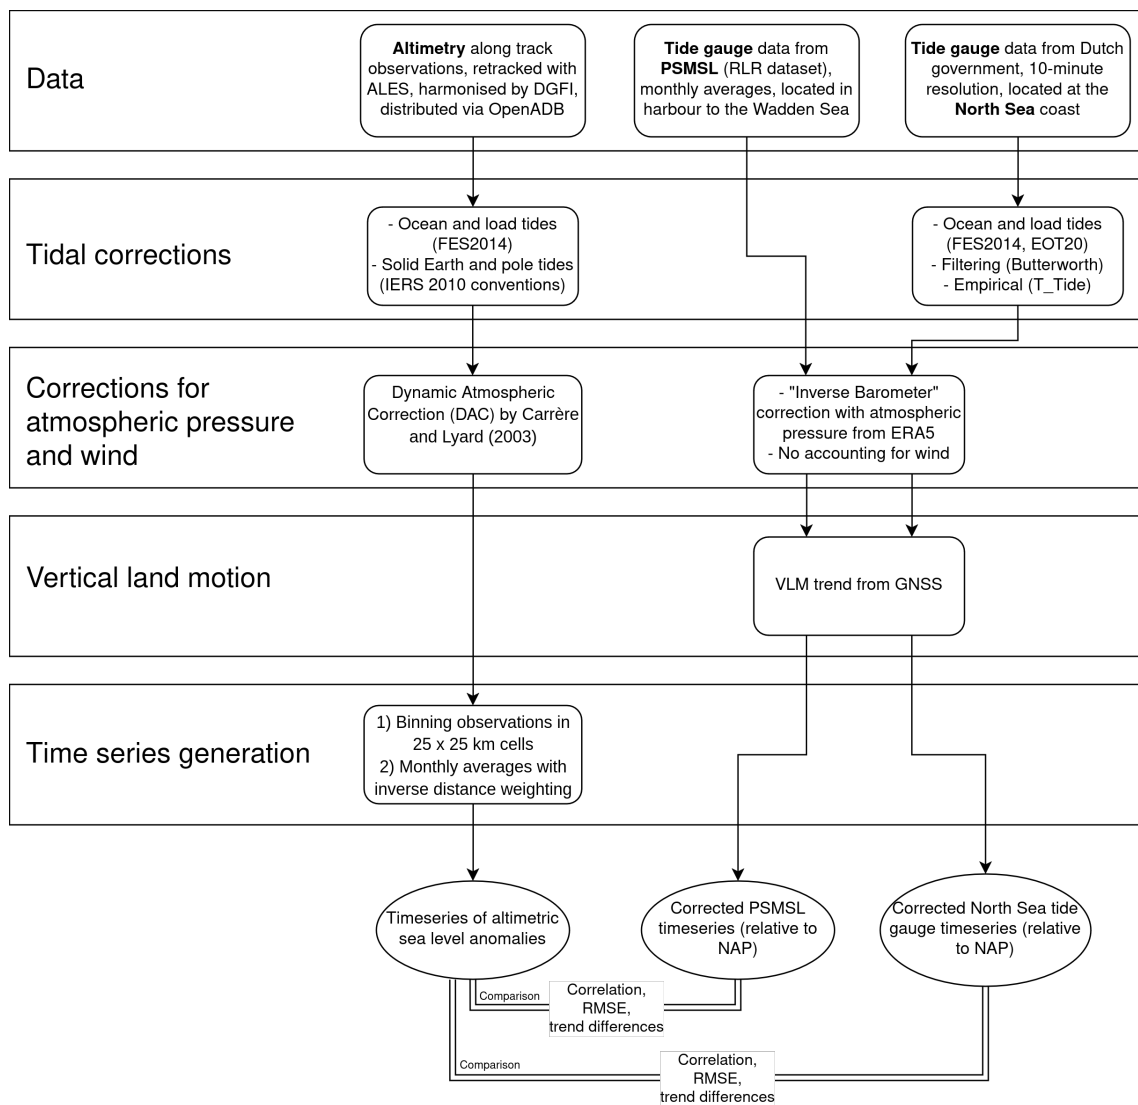 Data
Altimetry along track
observations, retracked with
ALES, harmonised by DGFI,
distributed via OpenADB
Tide gauge data from
PSMSL (RLR dataset),
monthly averages, located in
harbour to the Wadden Sea
Tide gauge data from Dutch
government, 10-minute
resolution, located at the
North Sea coast
Tidal corrections
- Ocean and load tides
(FES2014)
- Solid Earth and pole tides
(IERS 2010 conventions)
- Ocean and load tides
(FES2014, EOT20)
- Filtering (Butterworth)
- Empirical (T_Tide)
Corrections for
atmospheric pressure
and wind
Dynamic Atmospheric
Correction (DAC) by Carrère
and Lyard (2003)
- "Inverse Barometer"
correction with atmospheric
pressure from ERA5
- No accounting for wind
Vertical land motion
VLM trend from GNSS
Time series generation
1) Binning observations in
25 x 25 km cells
2) Monthly averages with
inverse distance weighting
Timeseries of altimetric
sea level anomalies
Corrected PSMSL
timeseries (relative to
NAP)
Corrected North Sea tide
gauge timeseries (relative
to NAP)
Comparison
Correlation,
RMSE,
trend differences
Comparison
Correlation,
RMSE,
trend differences